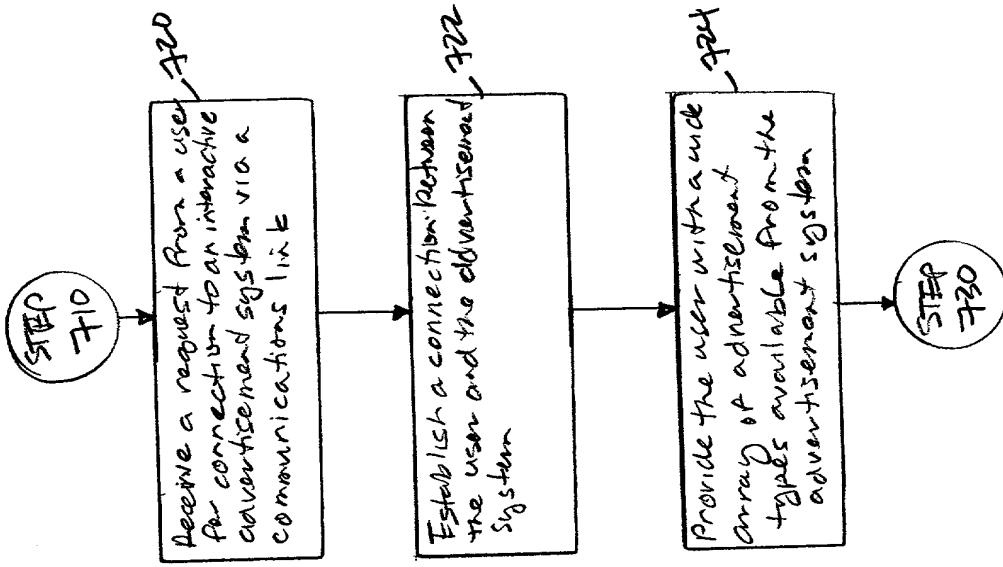 STEP
710
Receive a request from a user
for connection to an interactive
advertisement system via a
communications link
720
Establish a connection between
the user and the advertisement
system
722
Provide the user with a wide
array of advertisement
types available from the
advertisement system
724
STEP
730